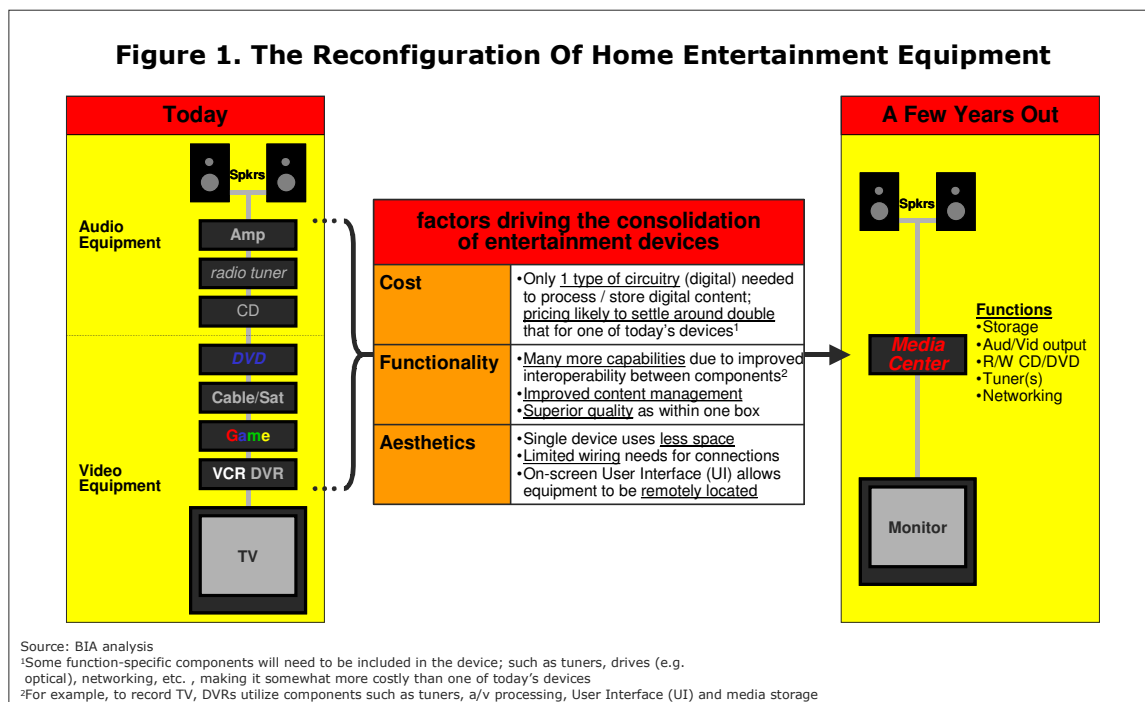 Figure 1. The Reconfiguration Of Home Entertainment Equipment
Today
Spkrs
Audio
Equipment
Amp
radio tuner
CD
DVD
Cable/Sat
Game
Video
Equipment
VCR DVR
TV
factors driving the consolidation
of entertainment devices
Cost
•Only 1 type of circuitry (digital) needed
to process / store digital content;
pricing likely to settle around double
that for one of today's devices¹
Functionality
•Many more capabilities due to improved
interoperability between components²
•Improved content management
•Superior quality as within one box
Aesthetics
•Single device uses less space
•Limited wiring needs for connections
•On-screen User Interface (UI) allows
equipment to be remotely located
A Few Years Out
Spkrs
Media
Center
Functions
•Storage
•Aud/Vid output
•R/W CD/DVD
•Tuner(s)
•Networking
Monitor
Source: BIA analysis
¹Some function-specific components will need to be included in the device; such as tuners, drives (e.g.
optical), networking, etc. , making it somewhat more costly than one of today's devices
²For example, to record TV, DVRs utilize components such as tuners, a/v processing, User Interface (UI) and media storage